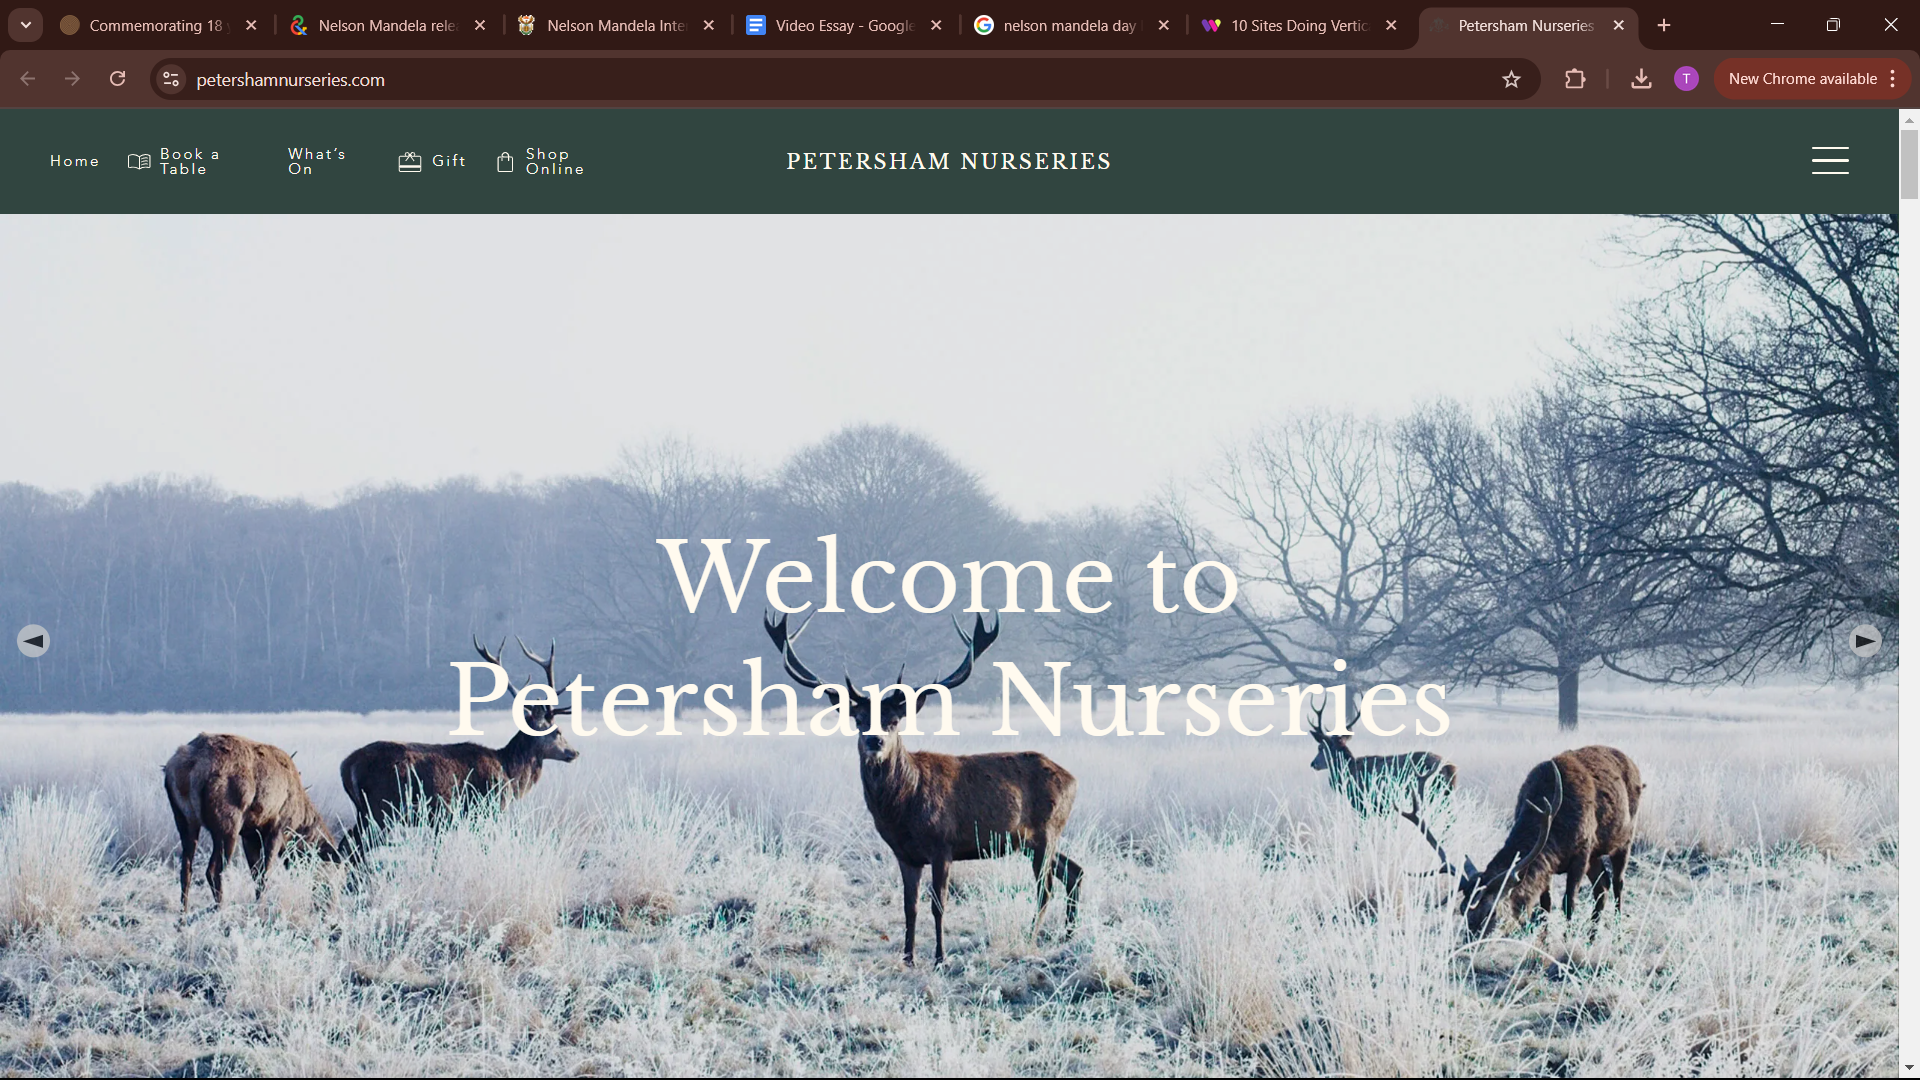 Commemorating 18 y
Nelson Mandela rele
Nelson Mandela Inte
Video Essay - Google
nelson mandela day
10 Sites Doing Vertic
Petersham Nurseries
petershamnurseries.com
T
New Chrome available
Home
Book a
Table
What's
On
Gift
Shop
Online
PETERSHAM NURSERIES
Welcome to
Petersham Nurseries